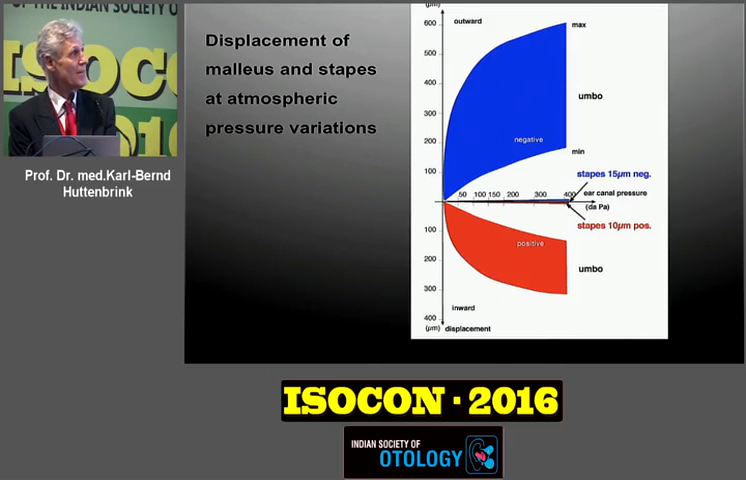 OF THE INDIAN SOCIETY O
ISOCO
Prof. Dr. med.Karl-Bernd
Huttenbrink
Displacement of
malleus and stapes
at atmospheric
pressure variations
(µm)
600
500
400
300
200
100
outward
max
umbo
negative
min
stapes 15µm neg.
50 100 150 200 300 400
ear canal pressure
(da Pa)
stapes 10µm pos.
100
200
300
400
positive
umbo
inward
(µm) displacement
ISOCON · 2016
INDIAN SOCIETY OF
OTOLOGY